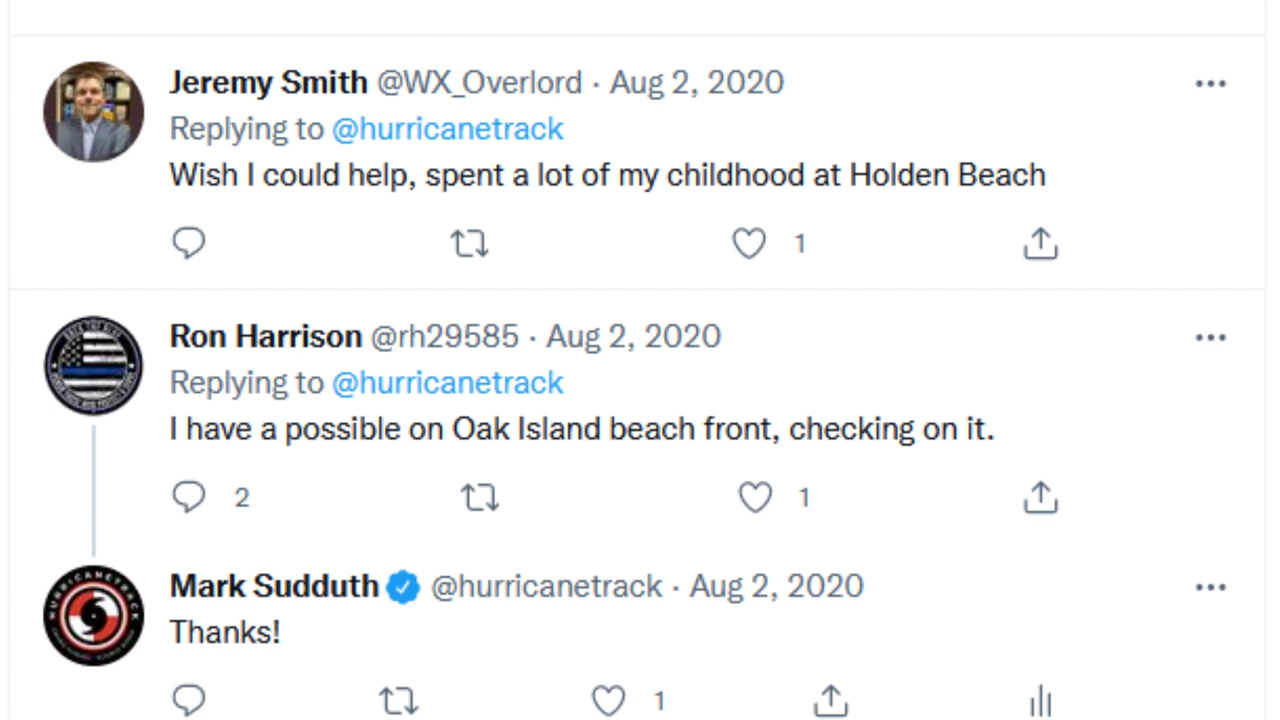 Jeremy Smith @WX_Overlord · Aug 2, 2020
Replying to @hurricanetrack
Wish I could help, spent a lot of my childhood at Holden Beach
1
Ron Harrison @rh29585 · Aug 2, 2020
Replying to @hurricanetrack
I have a possible on Oak Island beach front, checking on it.
2 1
HURRICANETRACK
Mark Sudduth @hurricanetrack · Aug 2, 2020
Thanks!
1